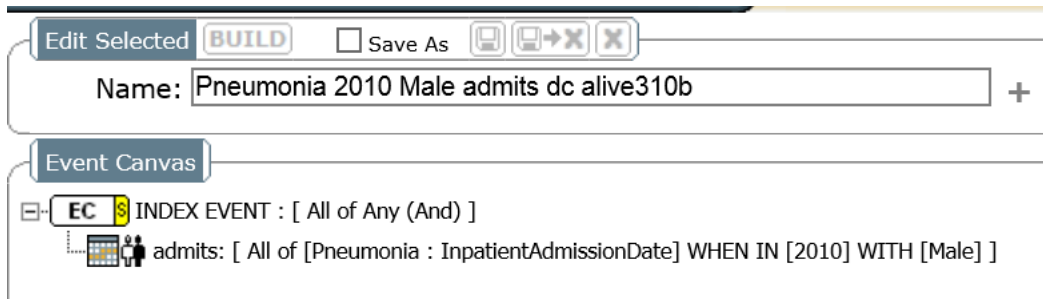 Edit Selected BUILD Save As
Name: Pneumonia 2010 Male admits dc alive310b +
Event Canvas
EC S INDEX EVENT : [ All of Any (And) ]
admits: [ All of [Pneumonia : InpatientAdmissionDate] WHEN IN [2010] WITH [Male] ]